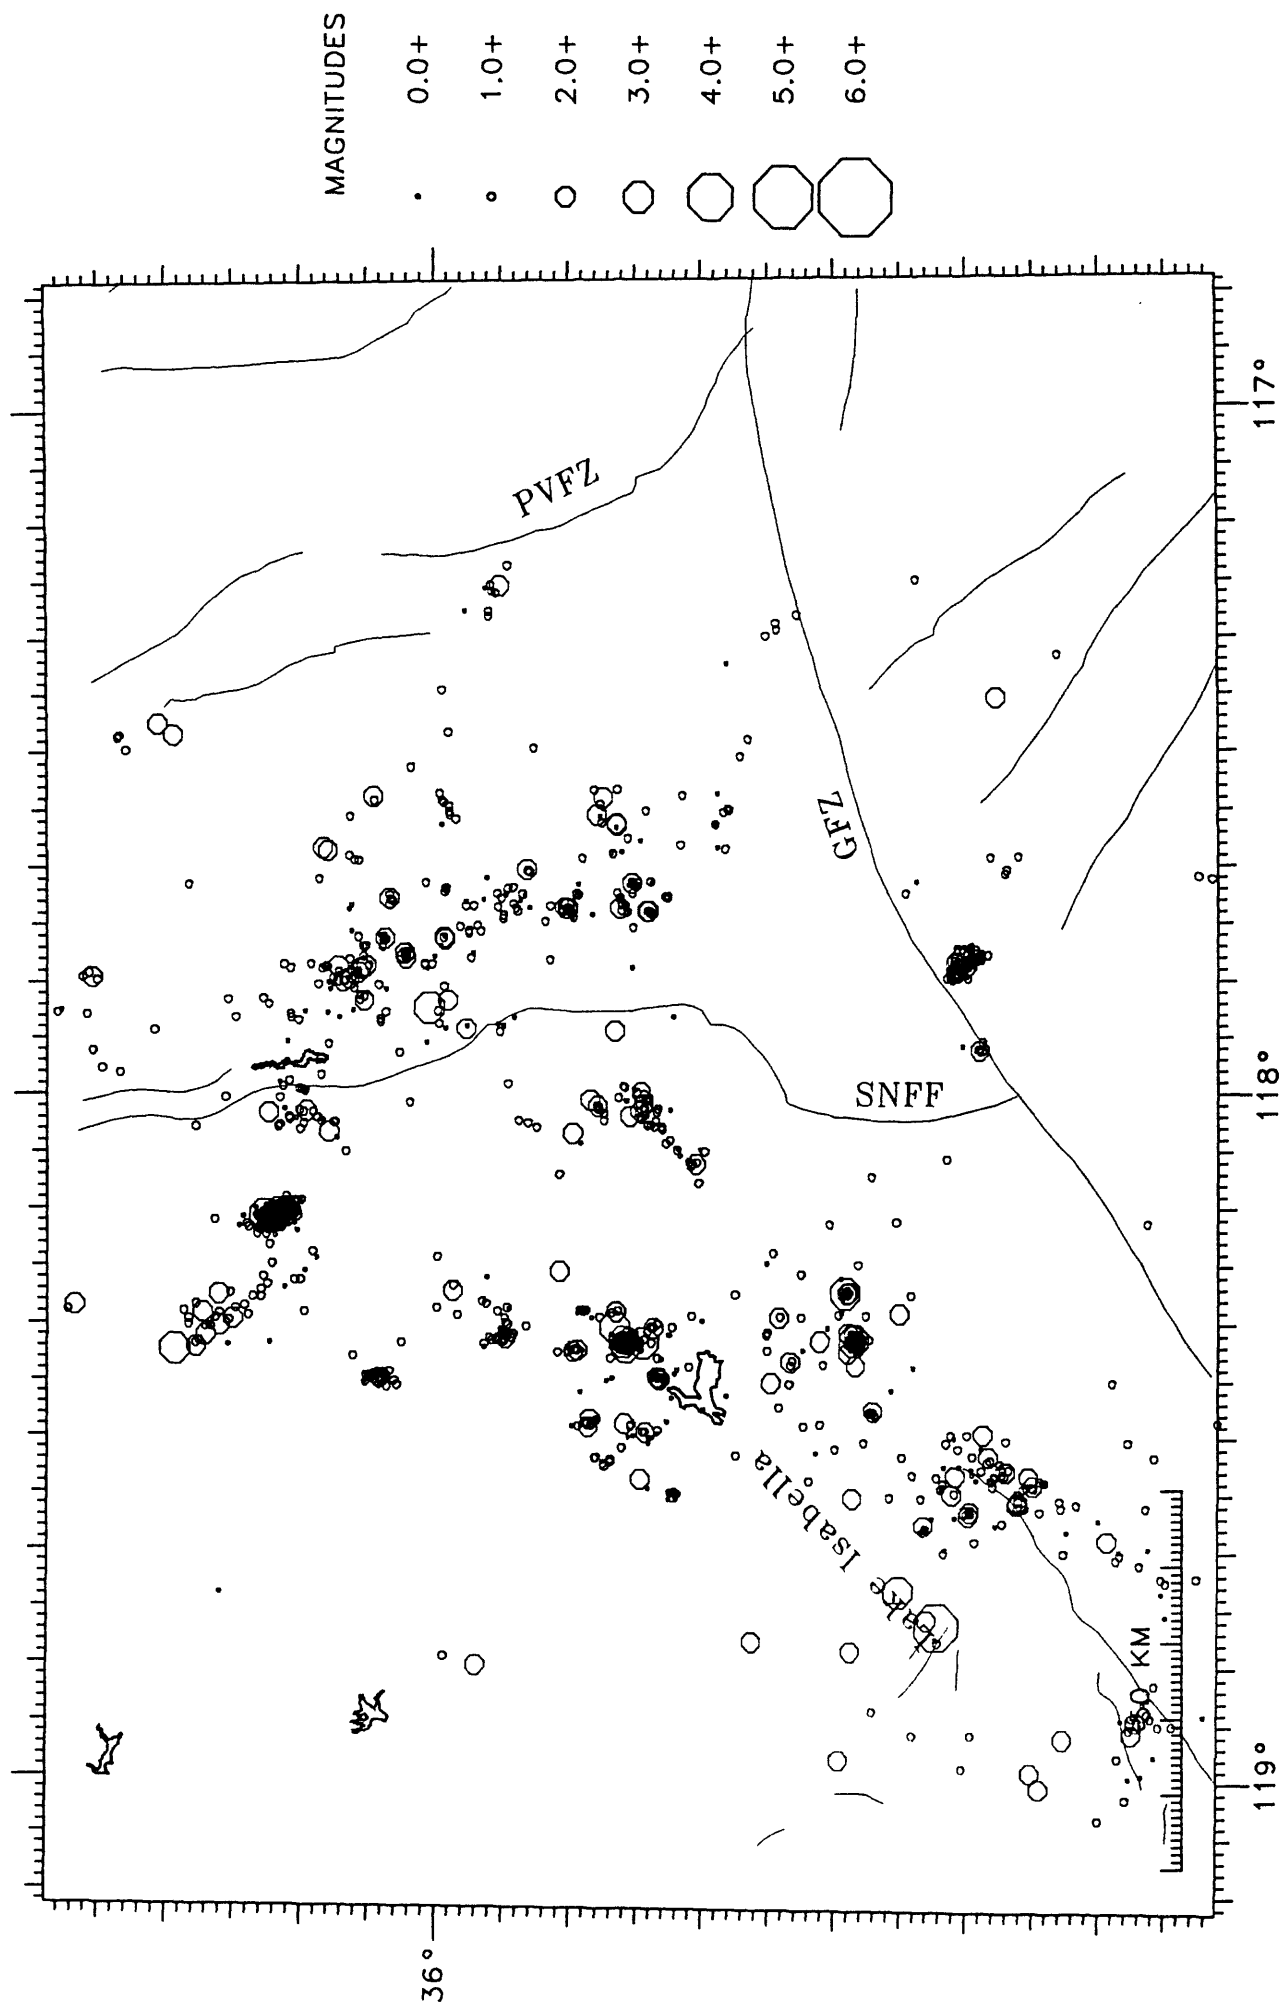 MAGNITUDES
0.0+
1.0+
2.0+
3.0+
4.0+
5.0+
6.0+
36°
PVFZ
Lake Isabella
GFZ
SNFF
KM
119°
118°
117°